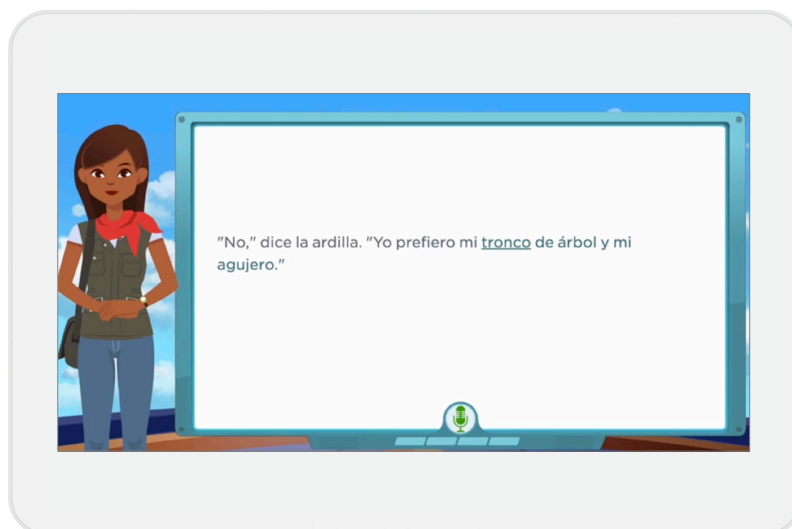 "No," dice la ardilla. "Yo prefiero mi tronco de árbol y mi
agujero."